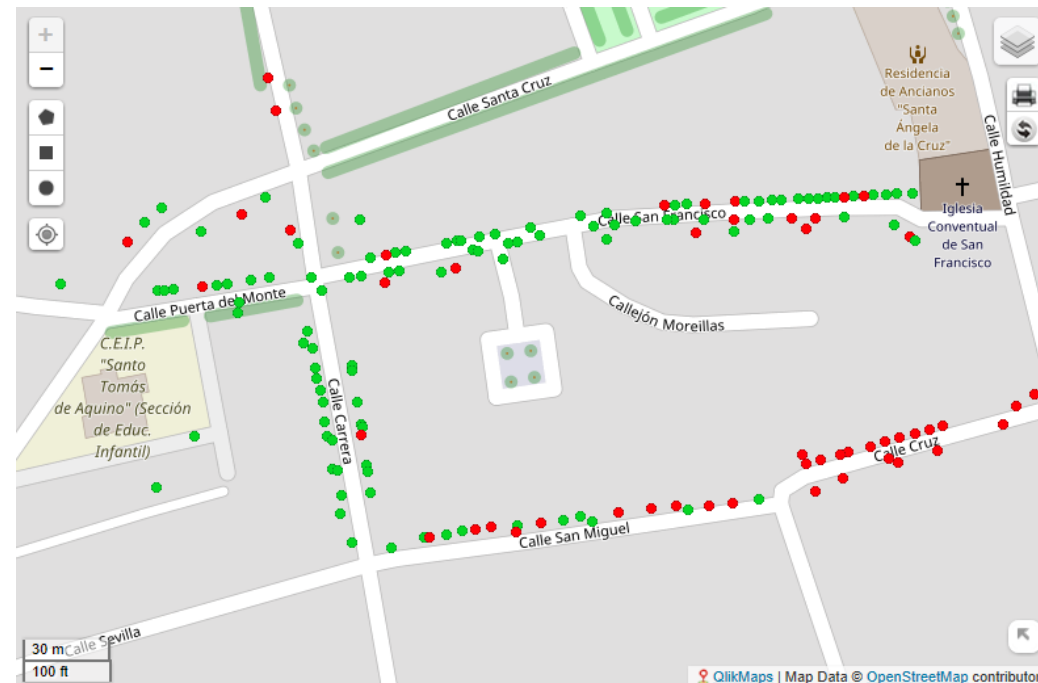 +
−
Calle Santa Cruz
Residencia
de Ancianos
"Santa
Ángela
de la Cruz"
Calle Humildad
Calle San Francisco
Iglesia
Conventual
de San
Francisco
Calle Puerta del Monte
Callejón Moreillas
C.E.I.P.
"Santo
Tomás
de Aquino" (Sección
de Educ.
Infantil)
Calle Carrera
Calle Cruz
Calle San Miguel
Calle Sevilla
30 m
100 ft
QlikMaps | Map Data © OpenStreetMap contributor